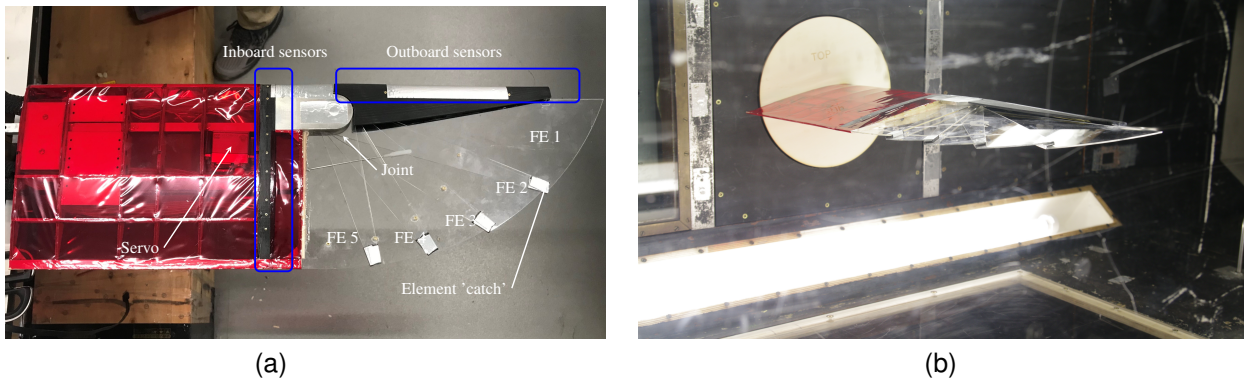 Inboard sensors
Outboard sensors
FE 1
Joint
FE 2
FE 3
FE 4
FE 5
Servo
Element 'catch'
TOP
(a)
(b)